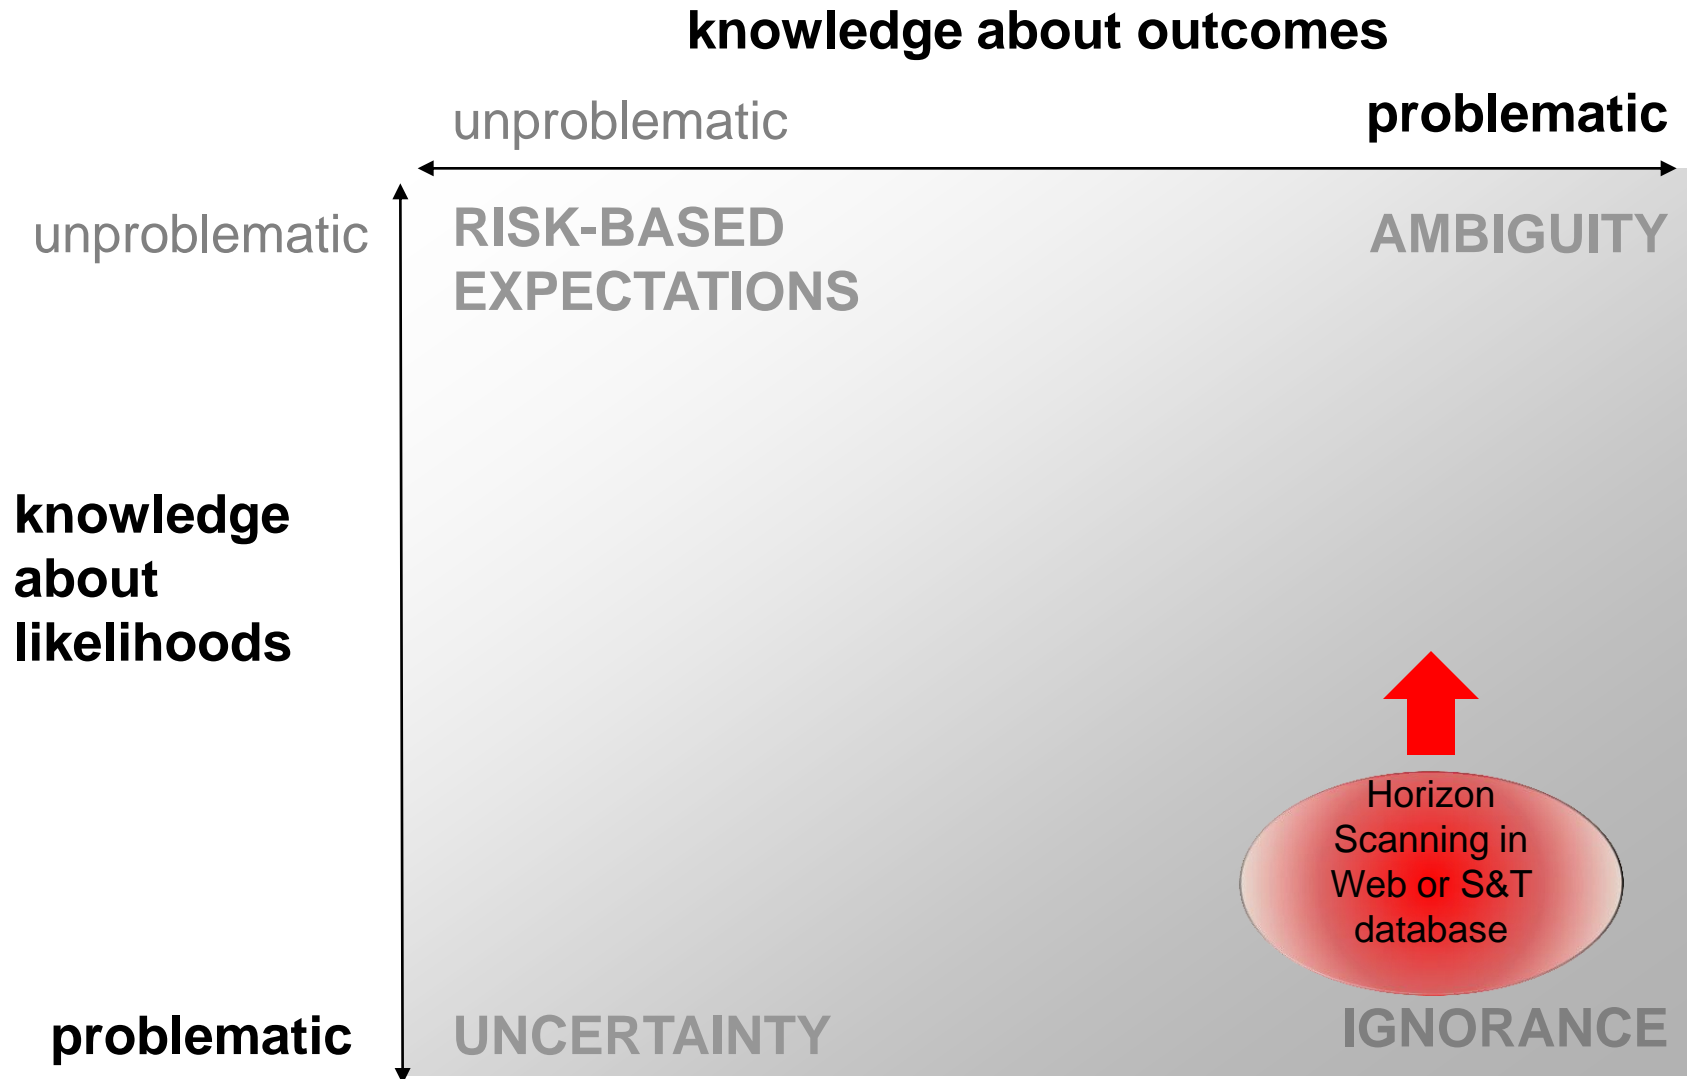 knowledge about outcomes
unproblematic
problematic
unproblematic
RISK-BASED
EXPECTATIONS
AMBIGUITY
knowledge
about
likelihoods
Horizon
Scanning in
Web or S&T
database
problematic
UNCERTAINTY
IGNORANCE